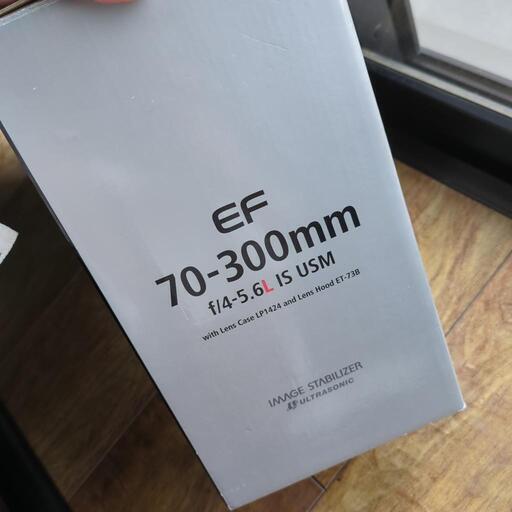 EF
70-300mm
f/4-5.6L IS USM
with Lens Case LP1424 and Lens Hood ET-73B
IMAGE STABILIZER
ULTRASONIC